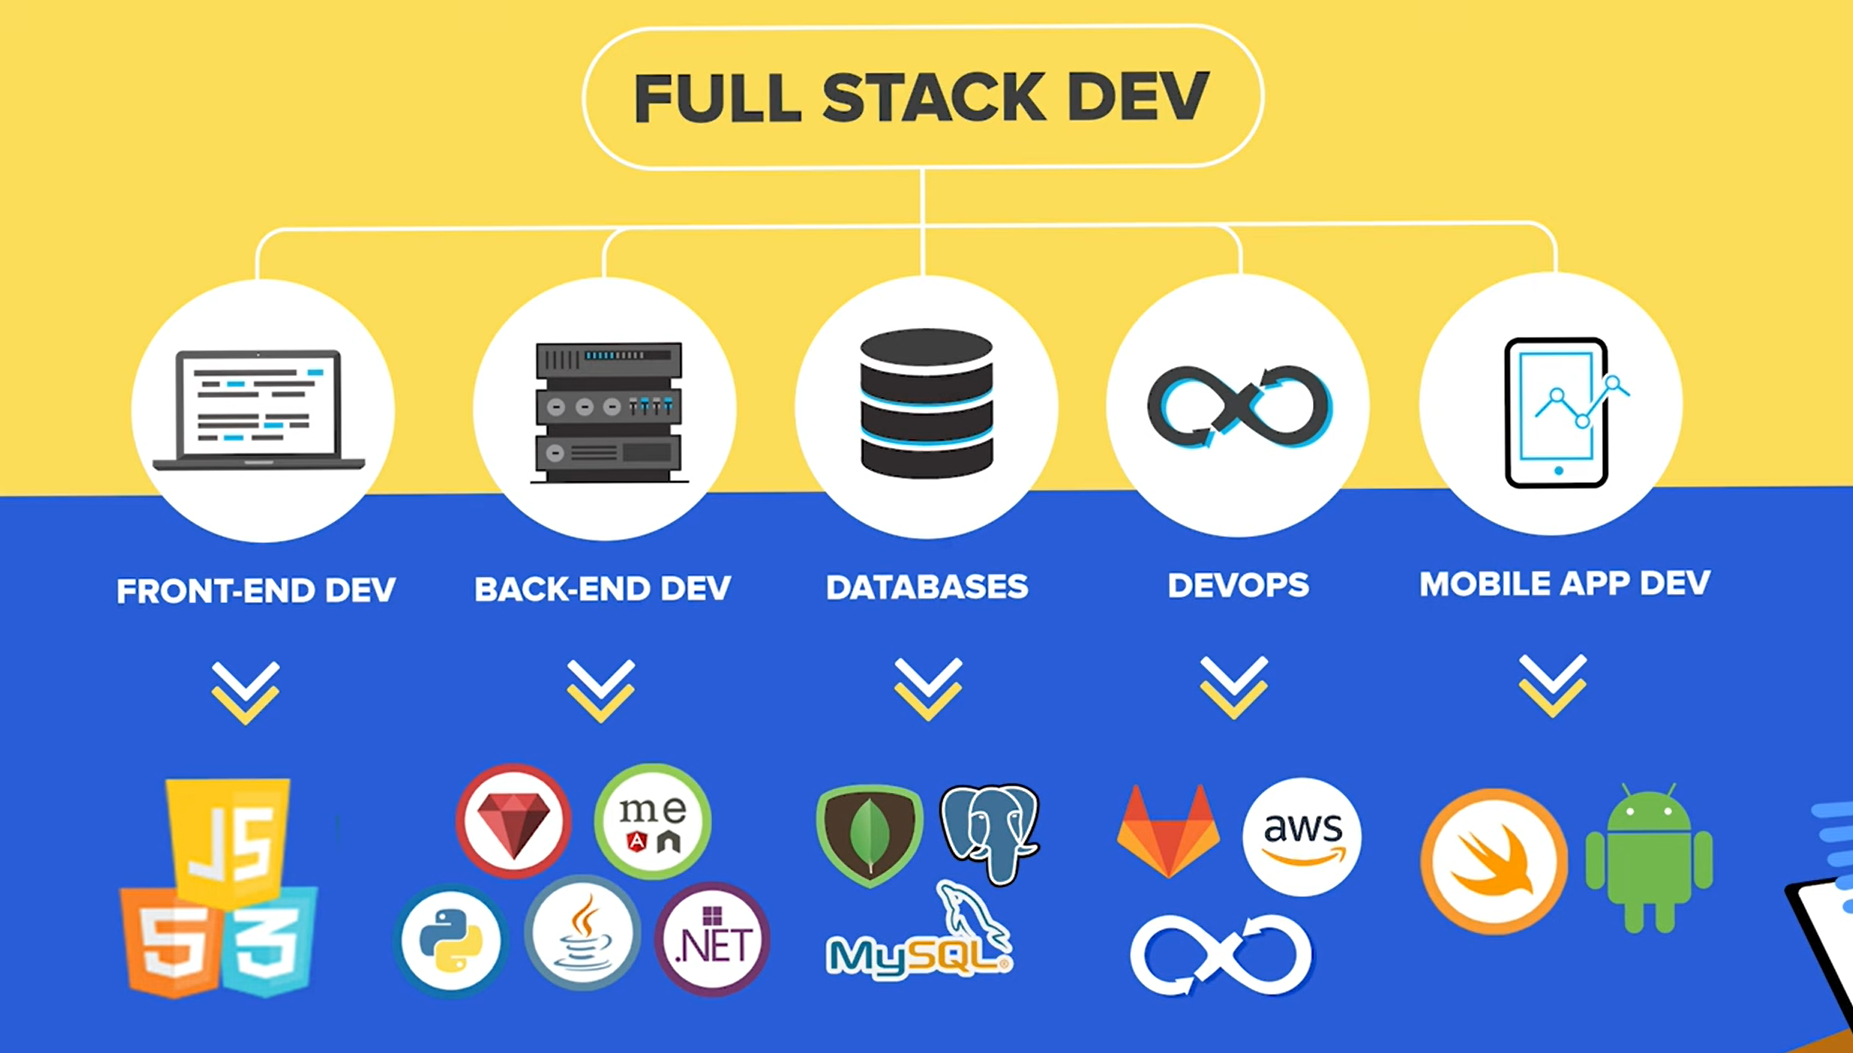 FULL STACK DEV
FRONT-END DEV
BACK-END DEV
DATABASES
DEVOPS
MOBILE APP DEV
JS
5
3
me
A n
.NET
MySQL®
aws